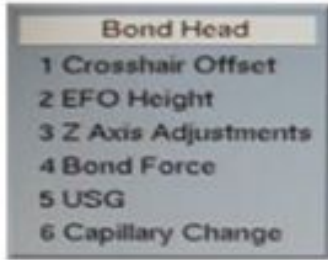 Bond Head
1 Crosshair Offset
2 EFO Height
3 Z Axis Adjustments
4 Bond Force
5 USG
6 Capillary Change